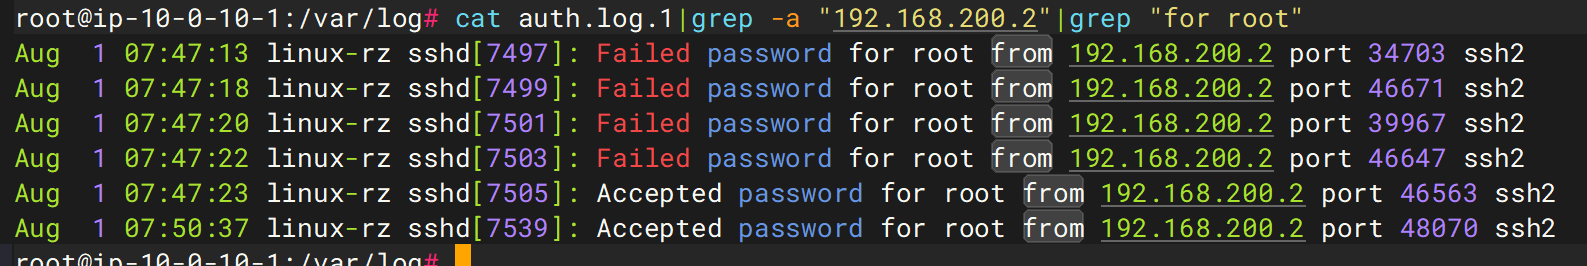 root@ip-10-0-10-1:/var/log# cat auth.log.1|grep -a "192.168.200.2"|grep "for root"
Aug  1 07:47:13 linux-rz sshd[7497]: Failed password for root from 192.168.200.2 port 34703 ssh2
Aug  1 07:47:18 linux-rz sshd[7499]: Failed password for root from 192.168.200.2 port 46671 ssh2
Aug  1 07:47:20 linux-rz sshd[7501]: Failed password for root from 192.168.200.2 port 39967 ssh2
Aug  1 07:47:22 linux-rz sshd[7503]: Failed password for root from 192.168.200.2 port 46647 ssh2
Aug  1 07:47:23 linux-rz sshd[7505]: Accepted password for root from 192.168.200.2 port 46563 ssh2
Aug  1 07:50:37 linux-rz sshd[7539]: Accepted password for root from 192.168.200.2 port 48070 ssh2
root@ip-10-0-10-1:/var/log#